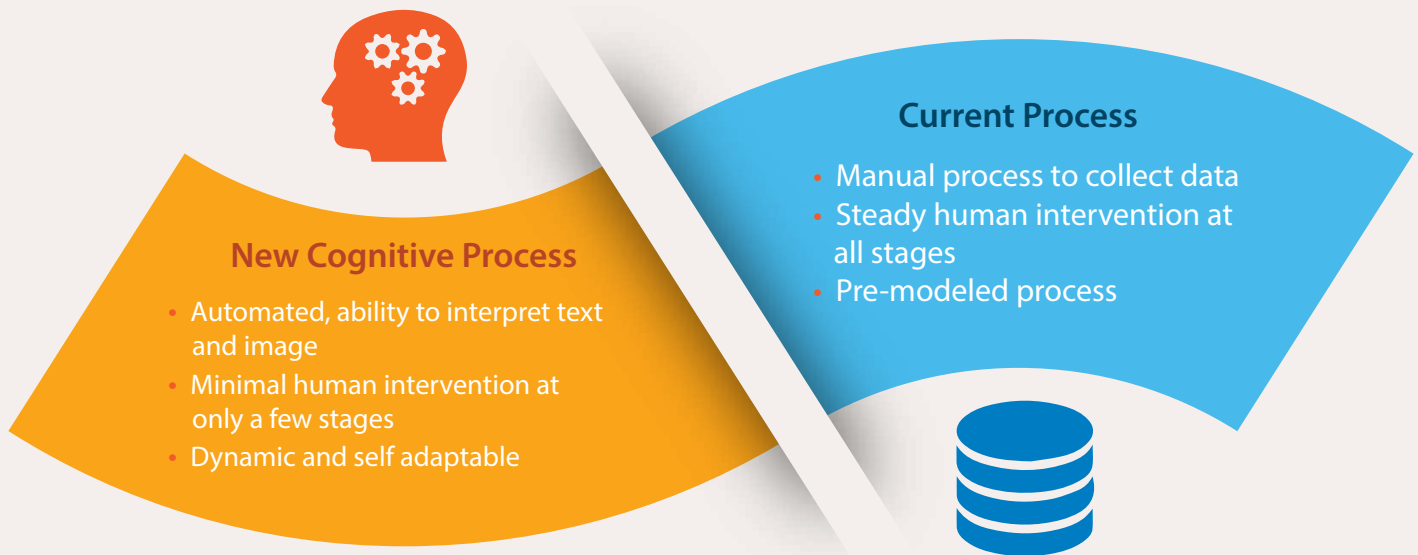 New Cognitive Process
• Automated, ability to interpret text
and image
• Minimal human intervention at
only a few stages
• Dynamic and self adaptable
Current Process
• Manual process to collect data
• Steady human intervention at
all stages
• Pre-modeled process